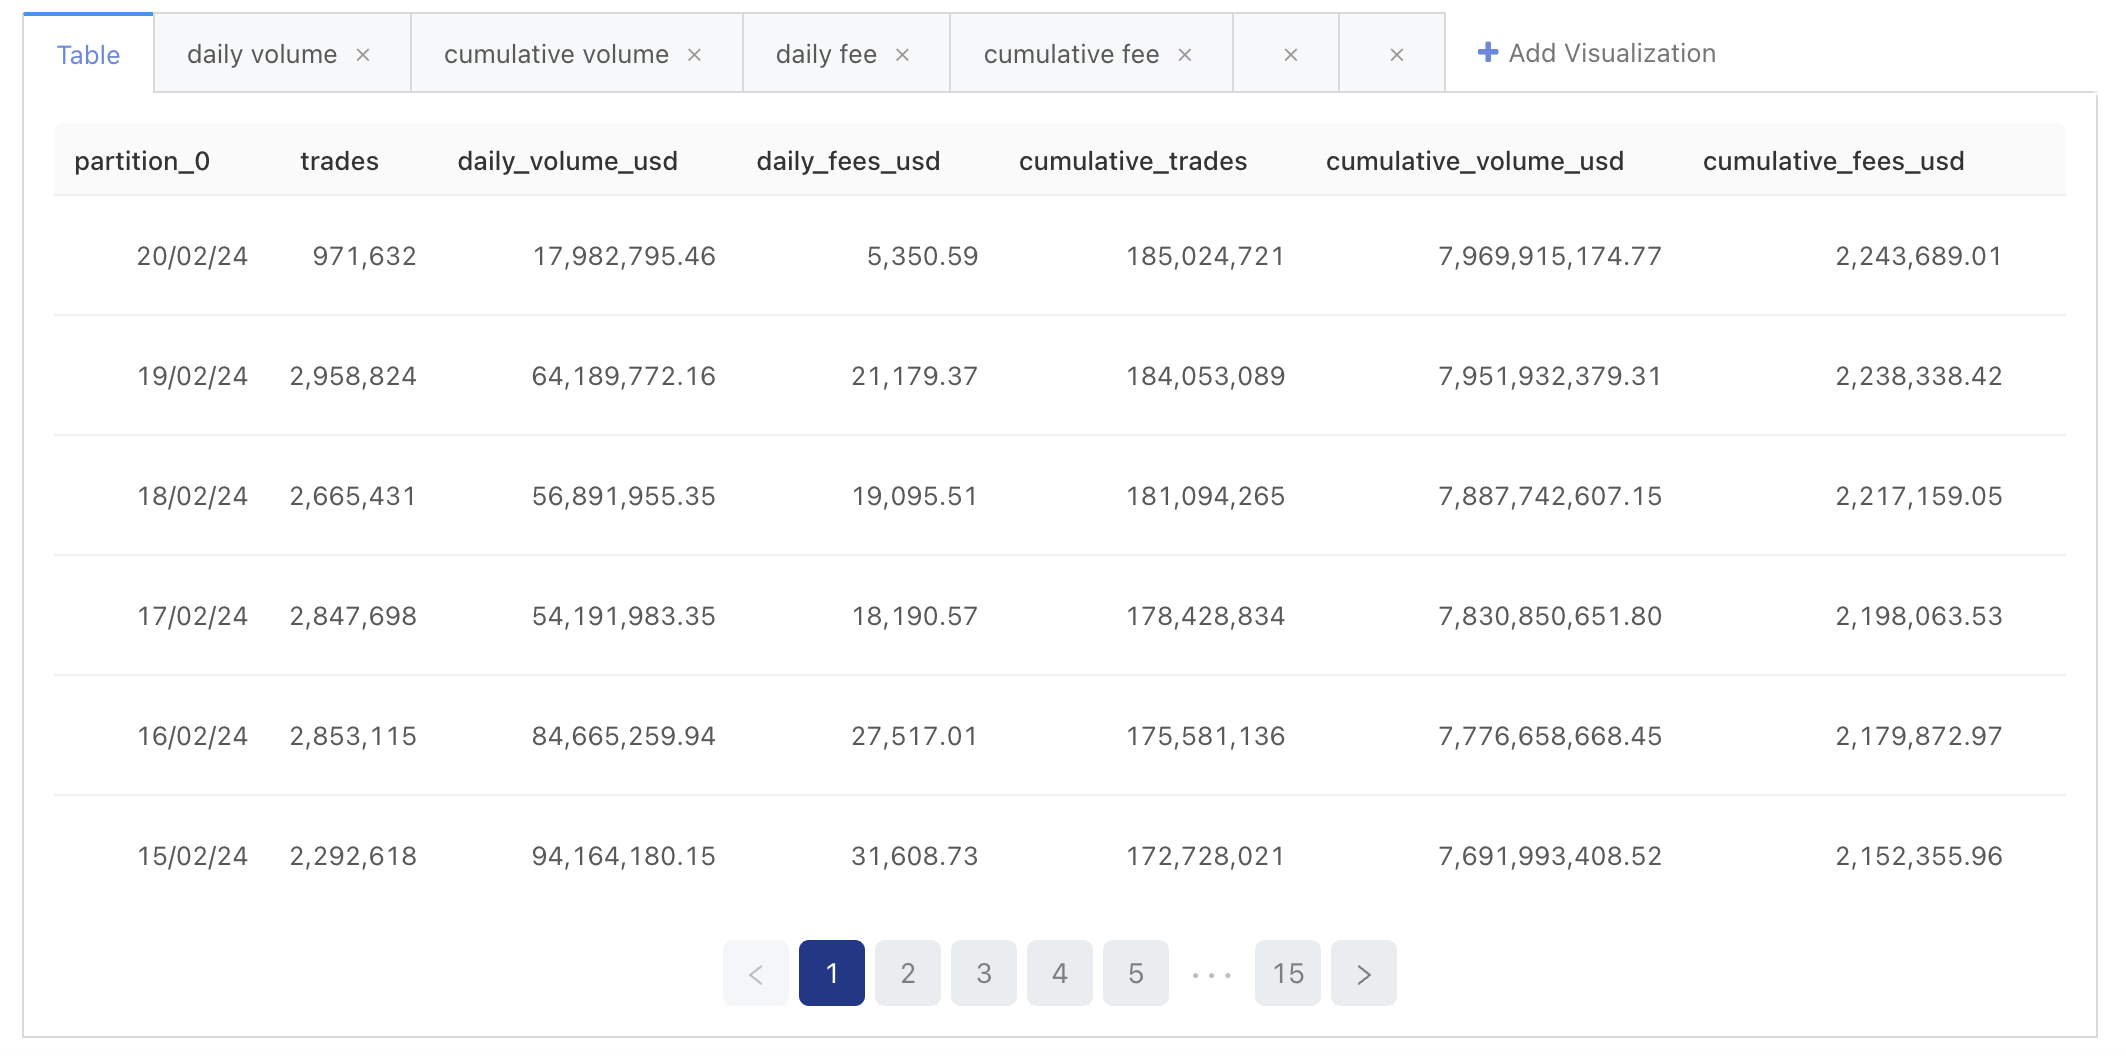 Table daily volume × cumulative volume × daily fee × cumulative fee × × × + Add Visualization
partition_0 trades daily_volume_usd daily_fees_usd cumulative_trades cumulative_volume_usd cumulative_fees_usd
20/02/24 971,632 17,982,795.46 5,350.59 185,024,721 7,969,915,174.77 2,243,689.01
19/02/24 2,958,824 64,189,772.16 21,179.37 184,053,089 7,951,932,379.31 2,238,338.42
18/02/24 2,665,431 56,891,955.35 19,095.51 181,094,265 7,887,742,607.15 2,217,159.05
17/02/24 2,847,698 54,191,983.35 18,190.57 178,428,834 7,830,850,651.80 2,198,063.53
16/02/24 2,853,115 84,665,259.94 27,517.01 175,581,136 7,776,658,668.45 2,179,872.97
15/02/24 2,292,618 94,164,180.15 31,608.73 172,728,021 7,691,993,408.52 2,152,355.96
< 1 2 3 4 5 ••• 15 >